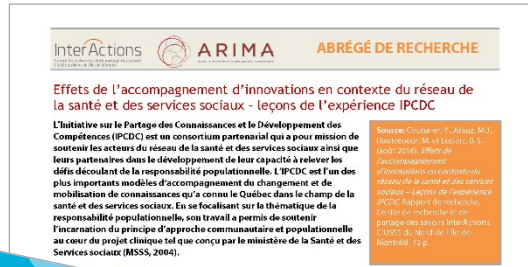 InterActions
ARIMA
ABRÉGÉ DE RECHERCHE
Effets de l’accompagnement d’innovations en contexte du réseau de
la santé et des services sociaux - leçons de l’expérience IPCDC
L’Initiative sur le Partage des Connaissances et le Développement des
Compétences (IPCDC) est un consortium partenarial qui a pour mission de
soutenir les acteurs du réseau de la santé et des services sociaux ainsi que
leurs partenaires dans le développement de leur capacité à relever les
défis découlant de la responsabilité populationnelle. L’IPCDC est l’un des
plus importants modèles d’accompagnement du changement et de
mobilisation de connaissances qu’a connu le Québec dans le champ de la
santé et des services sociaux. En se focalisant sur la thématique de la
responsabilité populationnelle, son travail a permis de soutenir
l’incarnation du principe d’approche communautaire et populationnelle
au cœur du projet clinique tel que conçu par le ministère de la Santé et des
Services sociaux (MSSS, 2004).
Source: Couturier, Y., Arauz, M.J.,
Hautecoeur, M. et Leclerc, B-S.
(août 2016). Effets de
l’accompagnement
d’innovations en contexte du
réseau de la santé et des services
sociaux – Leçons de l’expérience
IPCDC. Rapport de recherche.
Centre de recherche et de
partage des savoirs InterActions
CIUSSS du Nord-de-l’Île-de-
Montréal. 72 p.